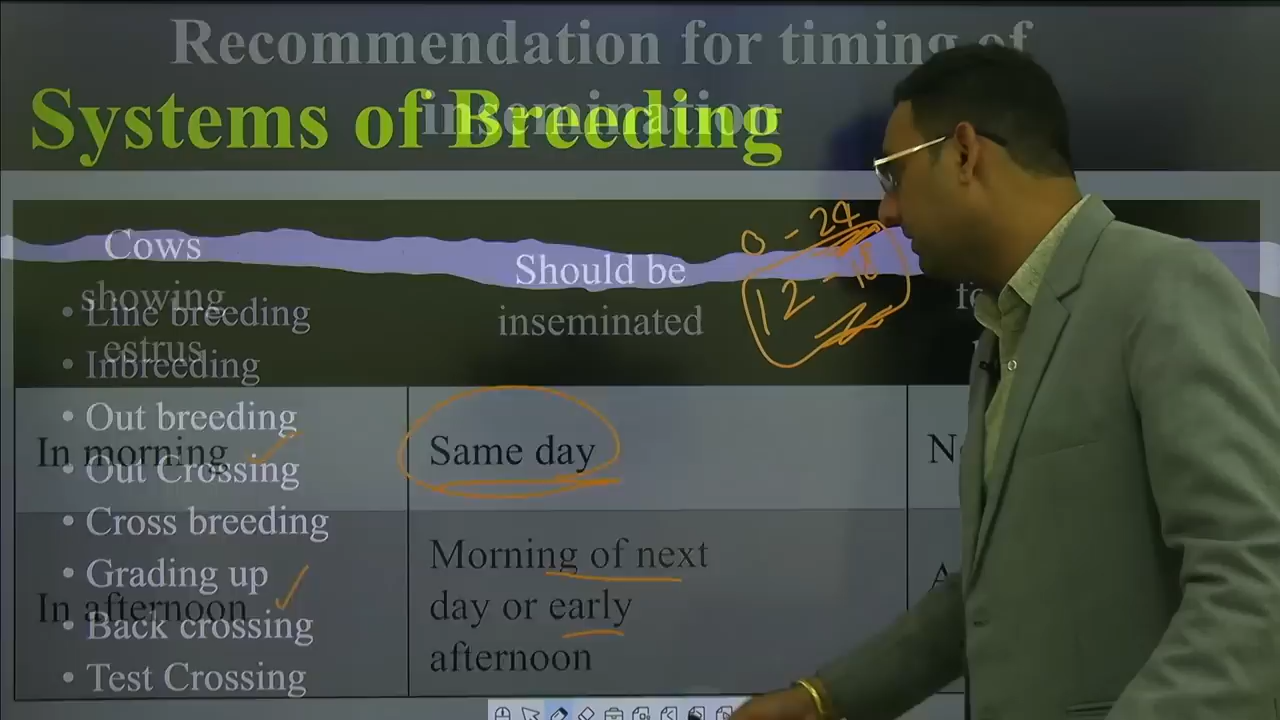 Recommendation for timing of
insemination
Systems of Breeding
Cows
showing
estrus
Should be
inseminated
0 - 24
12 - 18
• Line breeding
• Inbreeding
• Out breeding
• Out Crossing
• Cross breeding
• Grading up
• Back crossing
• Test Crossing
In morning
Same day
In afternoon
Morning of next
day or early
afternoon